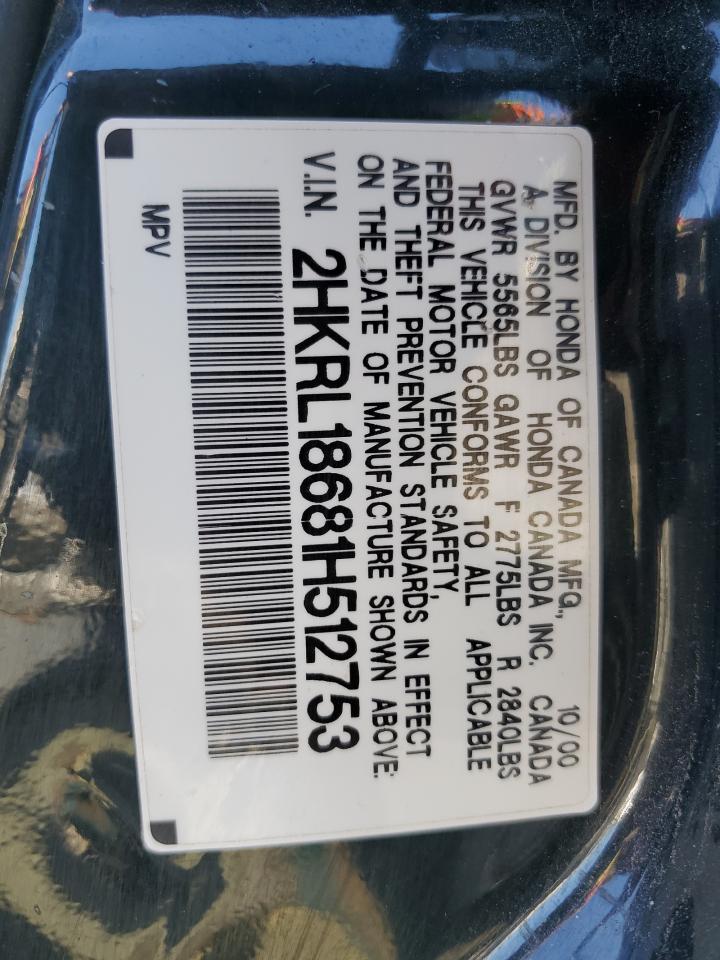 MFD. BY HONDA OF CANADA MFG., 10/00
A DIVISION OF HONDA CANADA INC. CANADA
GVWR 5565LBS GAWR F 2775LBS R 2840LBS
THIS VEHICLE CONFORMS TO ALL APPLICABLE
FEDERAL MOTOR VEHICLE SAFETY,
AND THEFT PREVENTION STANDARDS IN EFFECT
ON THE DATE OF MANUFACTURE SHOWN ABOVE.
V.I.N. 2HKRL18681H512753
MPV